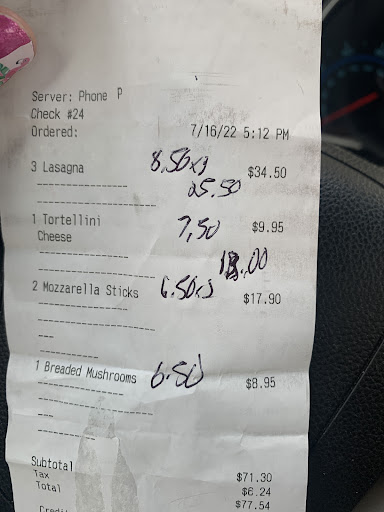 Server: Phone P
Check #24
Ordered: 7/16/22 5:12 PM
3 Lasagna 8.50x3 $34.50
25.50
1 Tortellini 7.50 $9.95
Cheese
13.00
2 Mozzarella Sticks 6.50x2 $17.90
1 Breaded Mushrooms 6.50 $8.95
Subtotal $71.30
Tax $6.24
Total $77.54